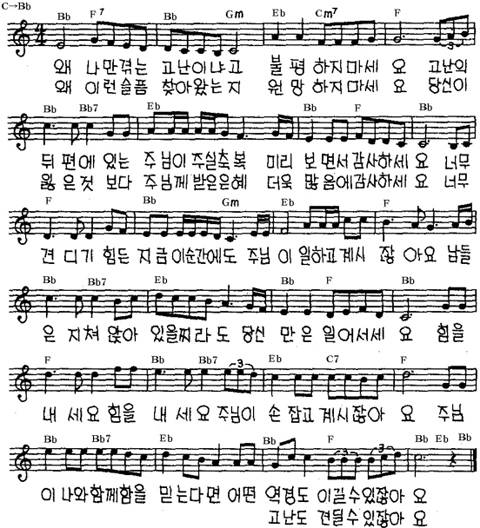 C→Bb
Bb F7 Bb Gm Eb Cm7 F
왜 나만 겪는 고난이냐고 불평하지마세요 고난의
왜 이런 슬픔 찾아왔는지 원망하지마세요 당신이
Bb Bb7 Eb Bb F Bb
뒤편에 있는 주님이 주실축복 미리 보면서 감사하세요 너무
잃은것 보다 주님께 받은은혜 더욱 많음에 감사하세요 너무
F Bb Gm Eb F
견디기 힘든 지금 이순간에도 주님이 일하고 계시잖아요 남들
Bb Bb7 Eb Bb F Bb
은 지쳐 앉아 있을찌라도 당신만은 일어서세요 힘을
F Bb Bb7 Eb C7 F
내세요 힘을 내세요 주님이 손 잡고 계시잖아요 주님
Bb Bb7 Eb Bb F Bb Eb Bb
이 나와 함께함을 믿는다면 어떤 역경도 이길수 있잖아요
고난도 견딜수 있잖아요